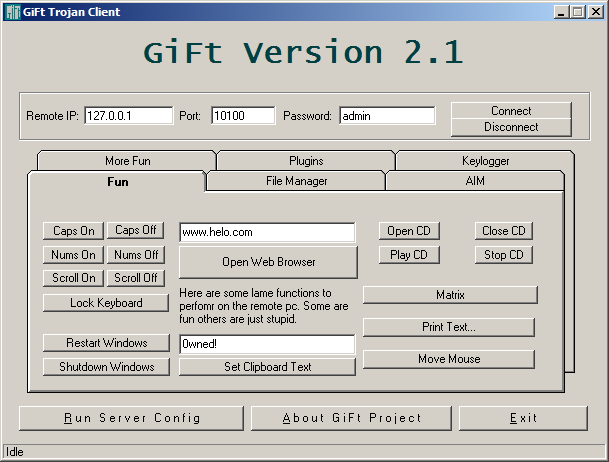 GiFt Trojan Client
GiFt Version 2.1
Remote IP: 127.0.0.1 Port: 10100 Password: admin
Connect
Disconnect
More Fun Plugins Keylogger
Fun File Manager AIM
Caps On Caps Off www.helo.com Open CD Close CD
Nums On Nums Off Open Web Browser Play CD Stop CD
Scroll On Scroll Off
Lock Keyboard
Here are some lame functions to
perfomr on the remote pc. Some are
fun others are just stupid.
Matrix
Print Text...
Restart Windows 0wned! Move Mouse
Shutdown Windows Set Clipboard Text
Run Server Config About GiFt Project Exit
Idle